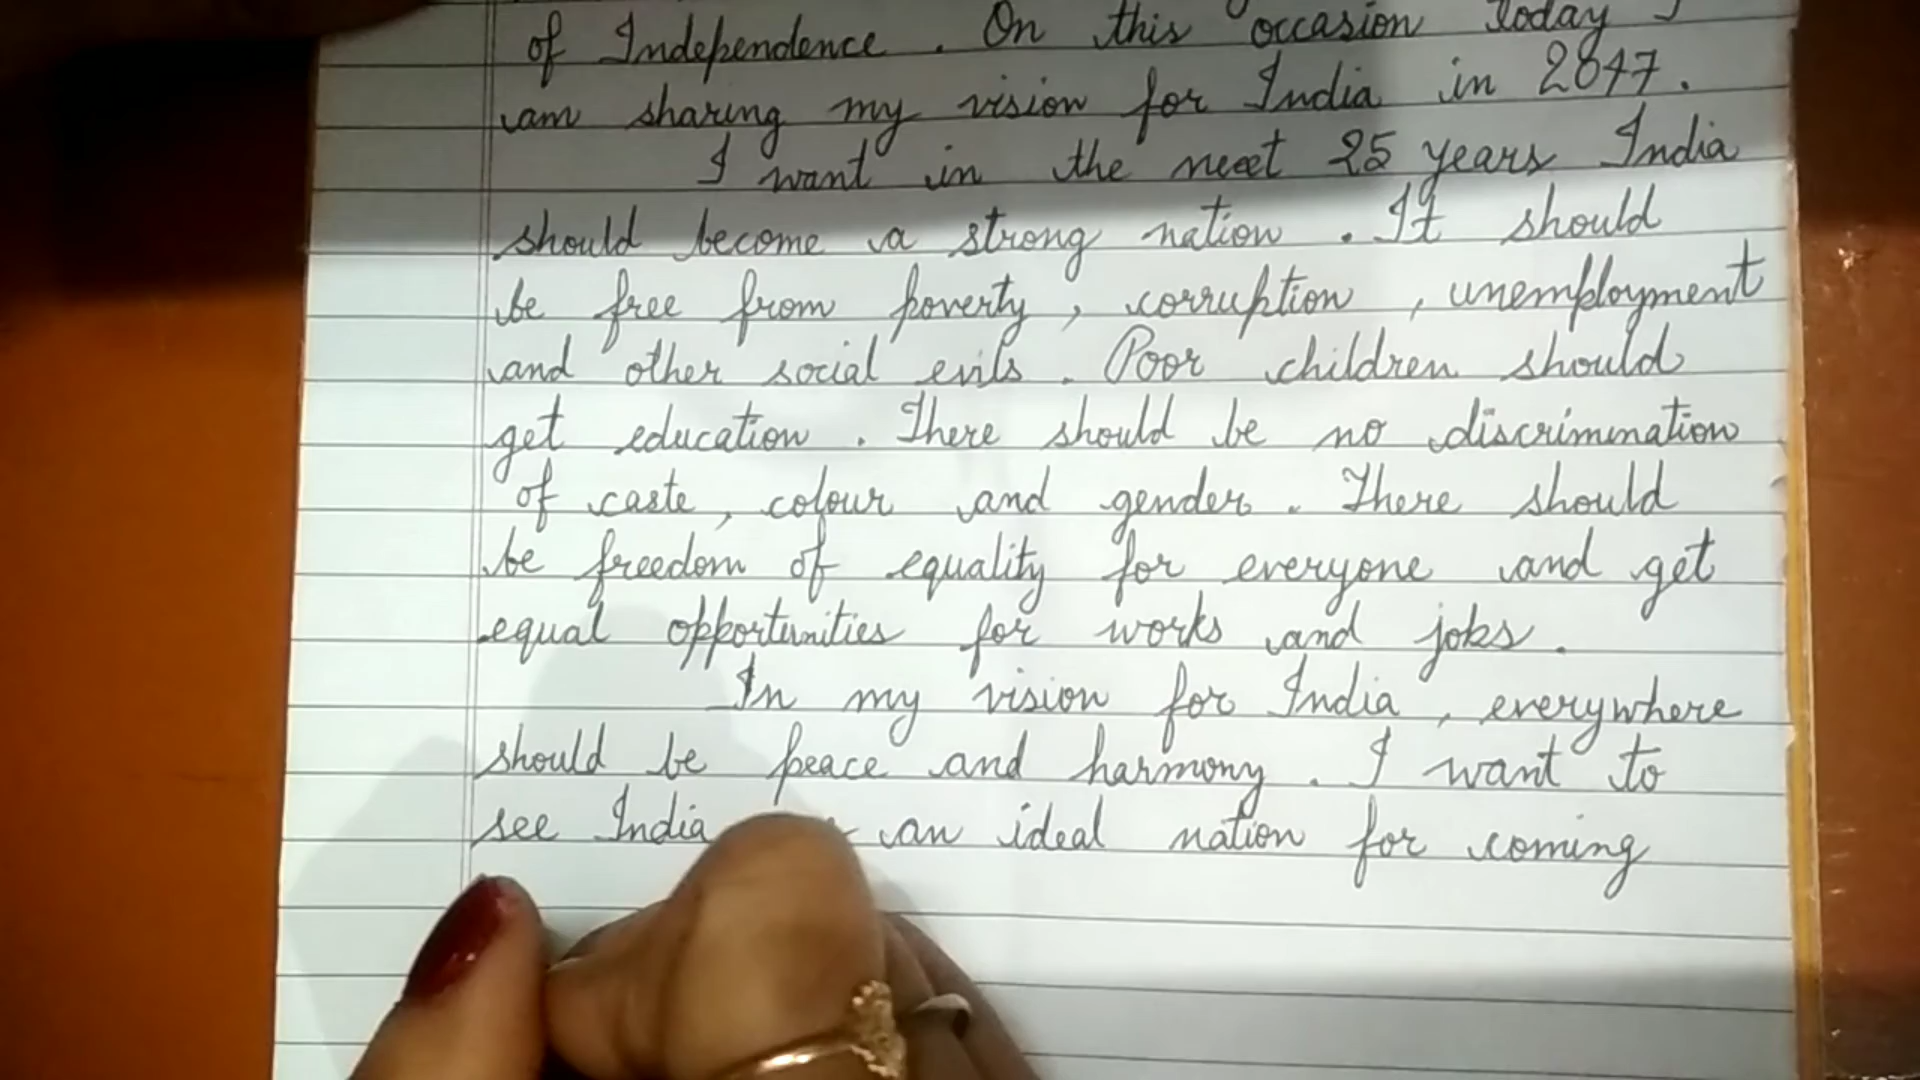 of Independence. On this occasion today I
am sharing my vision for India in 2047.
I want in the next 25 years India
should become a strong nation. It should
be free from poverty, corruption, unemployment
and other social evils. Poor children should
get education. There should be no discrimination
of caste, colour and gender. There should
be freedom of equality for everyone and get
equal opportunities for works and jobs.
In my vision for India, everywhere
should be peace and harmony. I want to
see India an ideal nation for coming